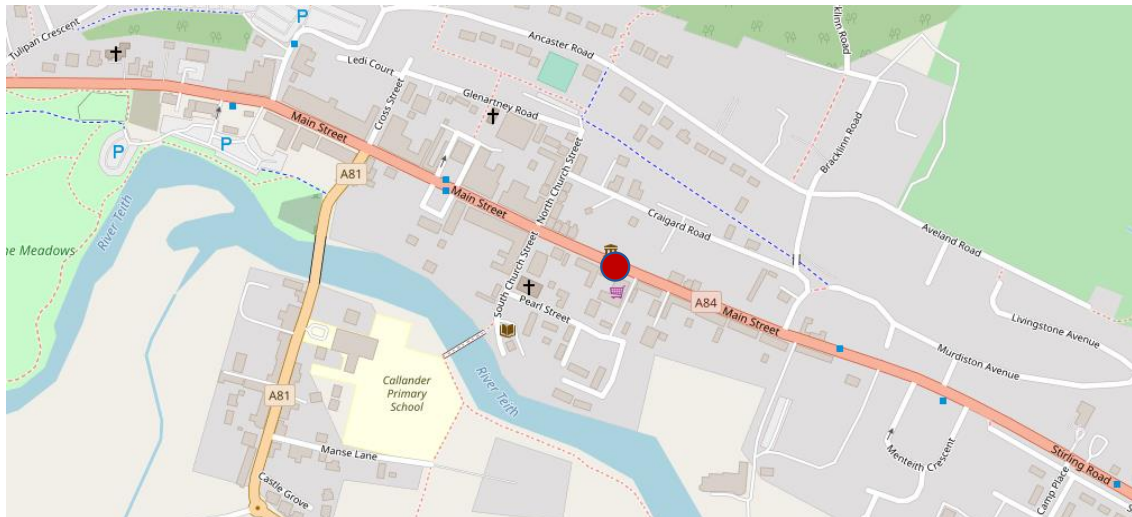 Tulipan Crescent
P
Ancaster Road
Bracklinn Road
Ledi Court
Cross Street
Glenartney Road
Main Street
P
P
A81
Main Street
North Church Street
Bracklinn Road
River Teith
Craigard Road
Aveland Road
ne Meadows
South Church Street
A84
Main Street
Pearl Street
Livingstone Avenue
Murdiston Avenue
Callander
Primary
School
River Teith
A81
Manse Lane
Menteith Crescent
Stirling Road
Castle Grove
Camp Place
S